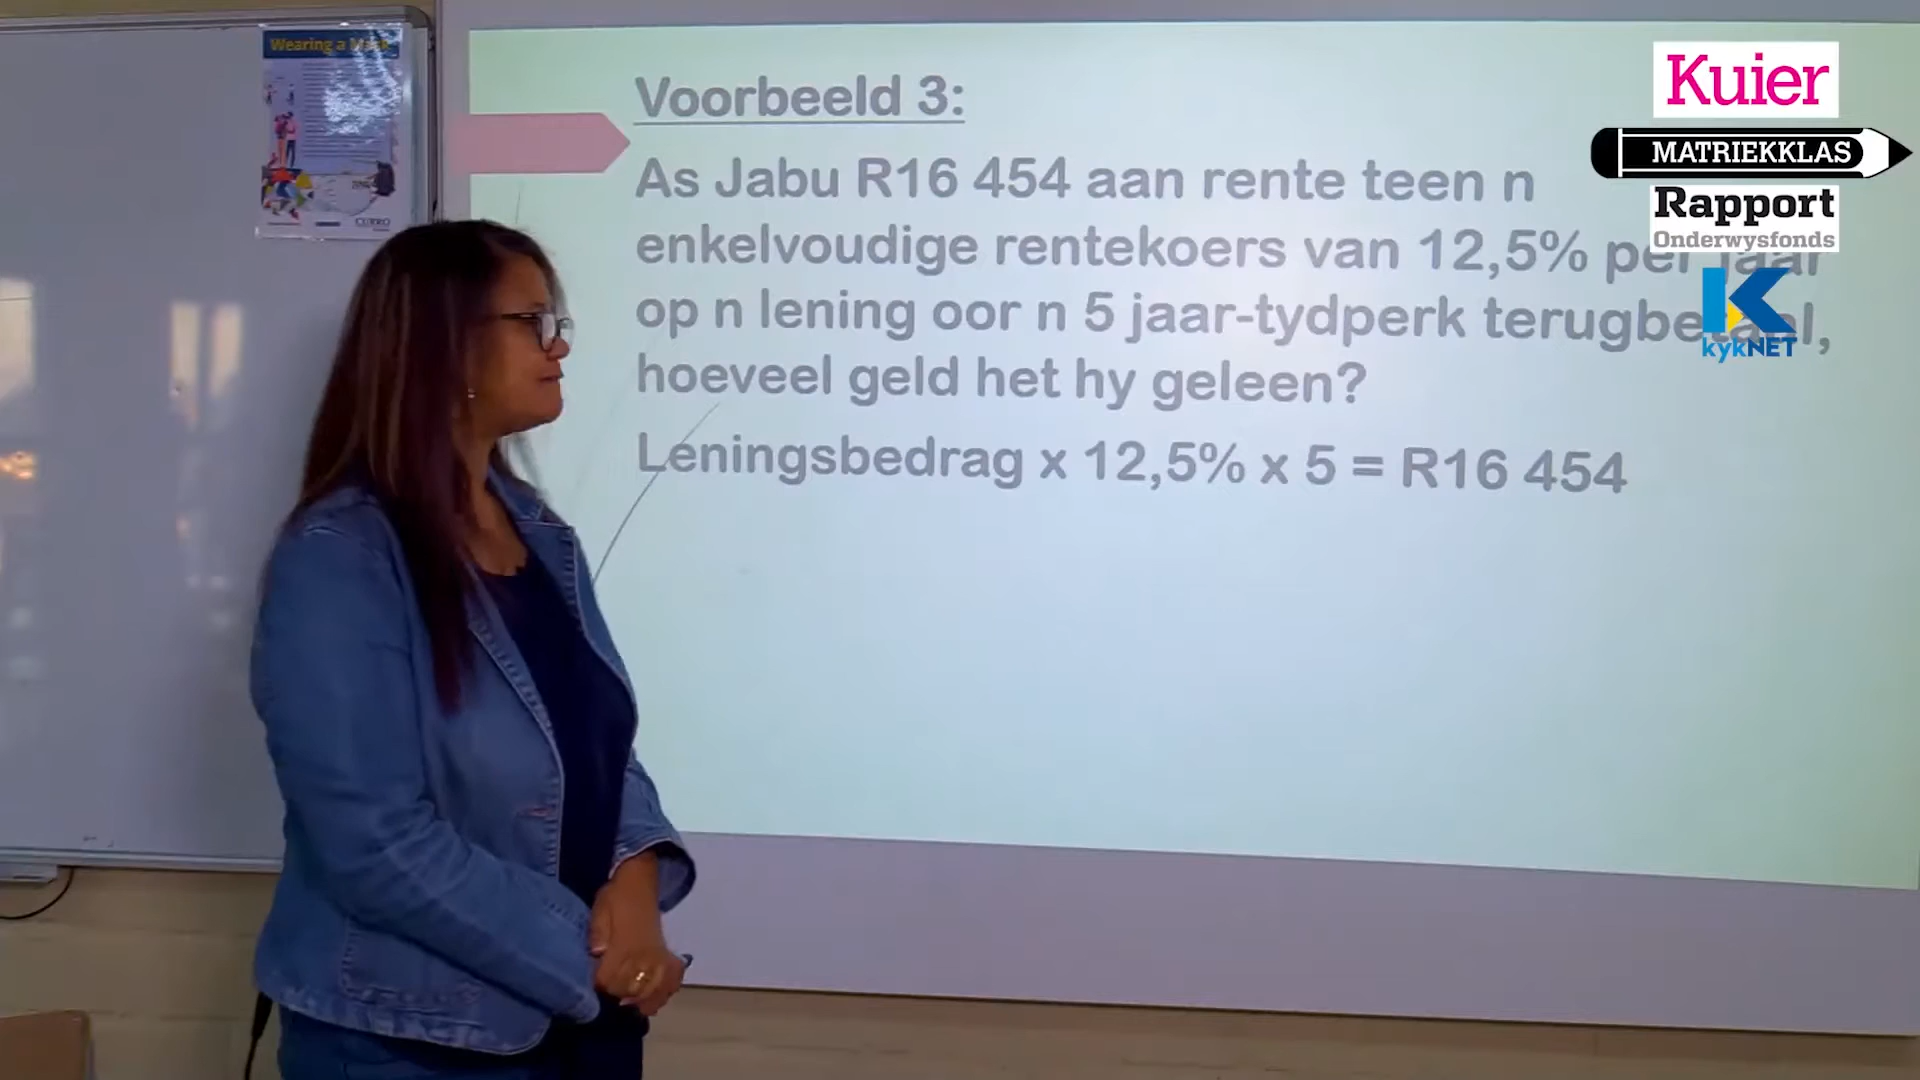 Wearing a Mask
Voorbeeld 3:
As Jabu R16 454 aan rente teen n
enkelvoudige rentekoers van 12,5% per jaar
op n lening oor n 5 jaar-tydperk terugbetaal,
hoeveel geld het hy geleen?
Leningsbedrag x 12,5% x 5 = R16 454
Kuier
MATRIEKKLAS
Rapport
Onderwysfonds
kykNET